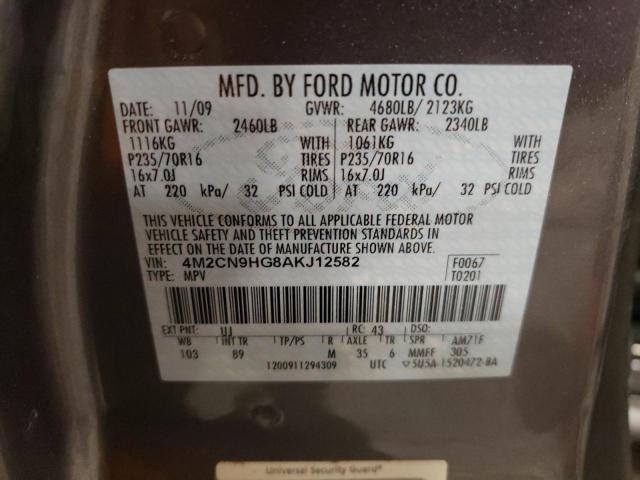 MFD. BY FORD MOTOR CO.
DATE: 11/09 GVWR: 4680LB/ 2123KG
FRONT GAWR: 2460LB REAR GAWR: 2340LB
1116KG WITH 1061KG WITH
P235/70R16 TIRES P235/70R16 TIRES
16x7.0J RIMS 16x7.0J RIMS
AT 220 kPa/ 32 PSI COLD AT 220 kPa/ 32 PSI COLD
THIS VEHICLE CONFORMS TO ALL APPLICABLE FEDERAL MOTOR
VEHICLE SAFETY AND THEFT PREVENTION STANDARDS IN
EFFECT ON THE DATE OF MANUFACTURE SHOWN ABOVE.
VIN: 4M2CN9HG8AKJ12582 F0067
TYPE: MPV T0201
EXT PNT: UJ RC: 43 DSO:
WB INT TR TP/PS R AXLE TR SPR AM71F
103 89 M 35 6 MMFF 305
1200911294309 UTC 5U5A-1520472-BA
Universal Security Guard®